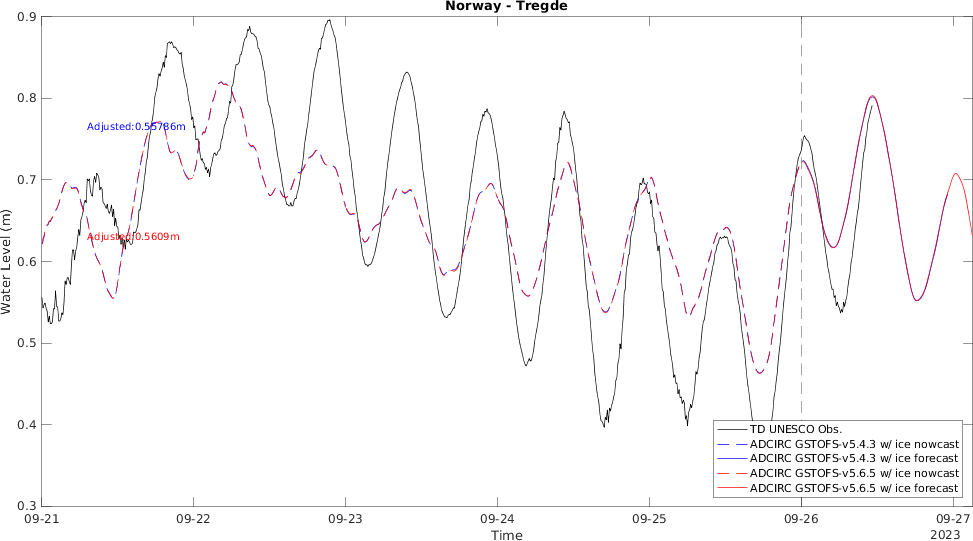 Norway - Tregde
0.9
0.8
0.7
0.6
0.5
0.4
0.3
Water Level (m)
Adjusted:0.55786m
Adjusted:0.5609m
TD UNESCO Obs.
ADCIRC GSTOFS-v5.4.3 w/ ice nowcast
ADCIRC GSTOFS-v5.4.3 w/ ice forecast
ADCIRC GSTOFS-v5.6.5 w/ ice nowcast
ADCIRC GSTOFS-v5.6.5 w/ ice forecast
09-21 09-22 09-23 09-24 09-25 09-26 09-27
Time
2023